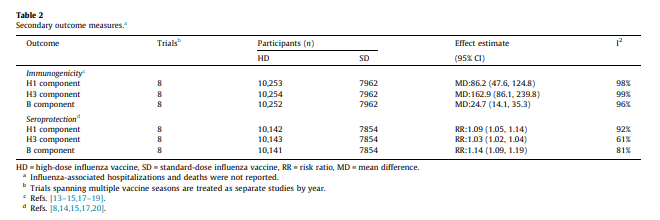 Table 2
Secondary outcome measures.a
Outcome Trialsb Participants (n) Effect estimate I2
HD SD (95% CI)
Immunogenicityc
H1 component 8 10,253 7962 MD:86.2 (47.6, 124.8) 98%
H3 component 8 10,254 7962 MD:162.9 (86.1, 239.8) 99%
B component 8 10,252 7962 MD:24.7 (14.1, 35.3) 96%
Seroprotectiond
H1 component 8 10,142 7854 RR:1.09 (1.05, 1.14) 92%
H3 component 8 10,143 7854 RR:1.03 (1.02, 1.04) 61%
B component 8 10,141 7854 RR:1.14 (1.09, 1.19) 81%
HD = high-dose influenza vaccine, SD = standard-dose influenza vaccine, RR = risk ratio, MD = mean difference.
a Influenza-associated hospitalizations and deaths were not reported.
b Trials spanning multiple vaccine seasons are treated as separate studies by year.
c Refs. [13–15,17–19].
d Refs. [8,14,15,17,20].